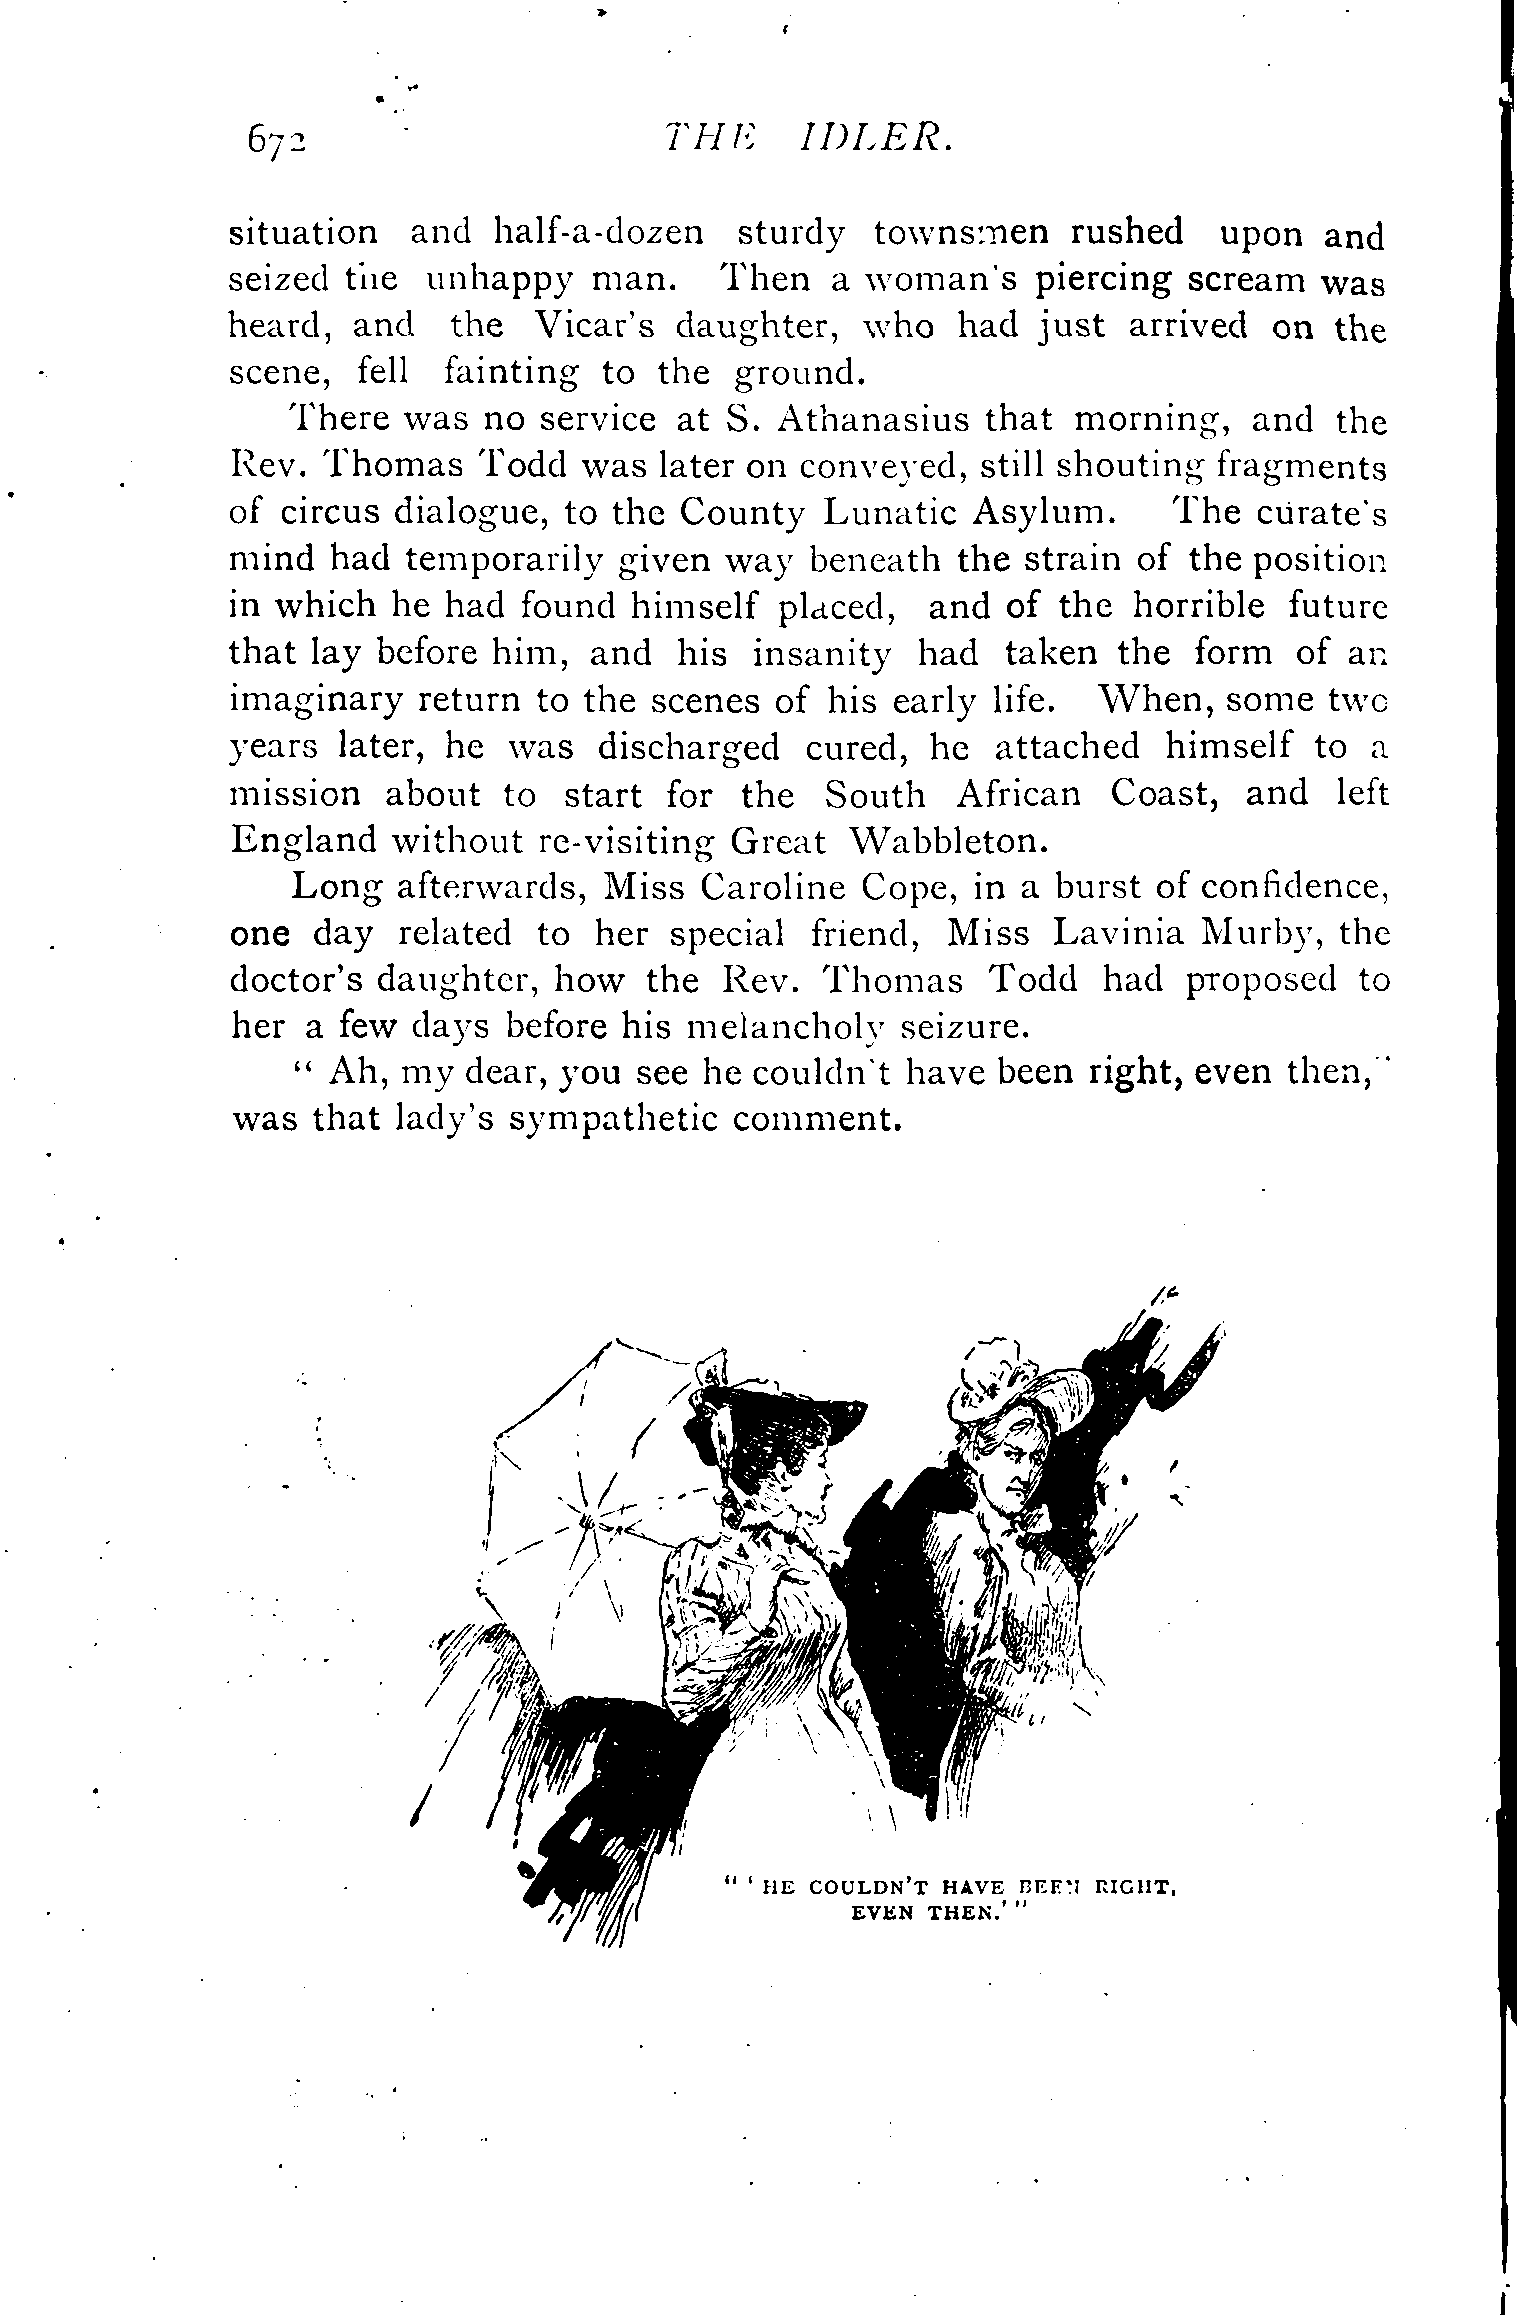 672 THE IDLER.
situation and half-a-dozen sturdy townsmen rushed upon and
seized the unhappy man. Then a woman's piercing scream was
heard, and the Vicar's daughter, who had just arrived on the
scene, fell fainting to the ground.
There was no service at S. Athanasius that morning, and the
Rev. Thomas Todd was later on conveyed, still shouting fragments
of circus dialogue, to the County Lunatic Asylum. The curate's
mind had temporarily given way beneath the strain of the position
in which he had found himself placed, and of the horrible future
that lay before him, and his insanity had taken the form of an
imaginary return to the scenes of his early life. When, some two
years later, he was discharged cured, he attached himself to a
mission about to start for the South African Coast, and left
England without re-visiting Great Wabbleton.
Long afterwards, Miss Caroline Cope, in a burst of confidence,
one day related to her special friend, Miss Lavinia Murby, the
doctor's daughter, how the Rev. Thomas Todd had proposed to
her a few days before his melancholy seizure.
" Ah, my dear, you see he couldn't have been right, even then,"
was that lady's sympathetic comment.
" ' HE COULDN'T HAVE BEEN RIGHT,
EVEN THEN.' "